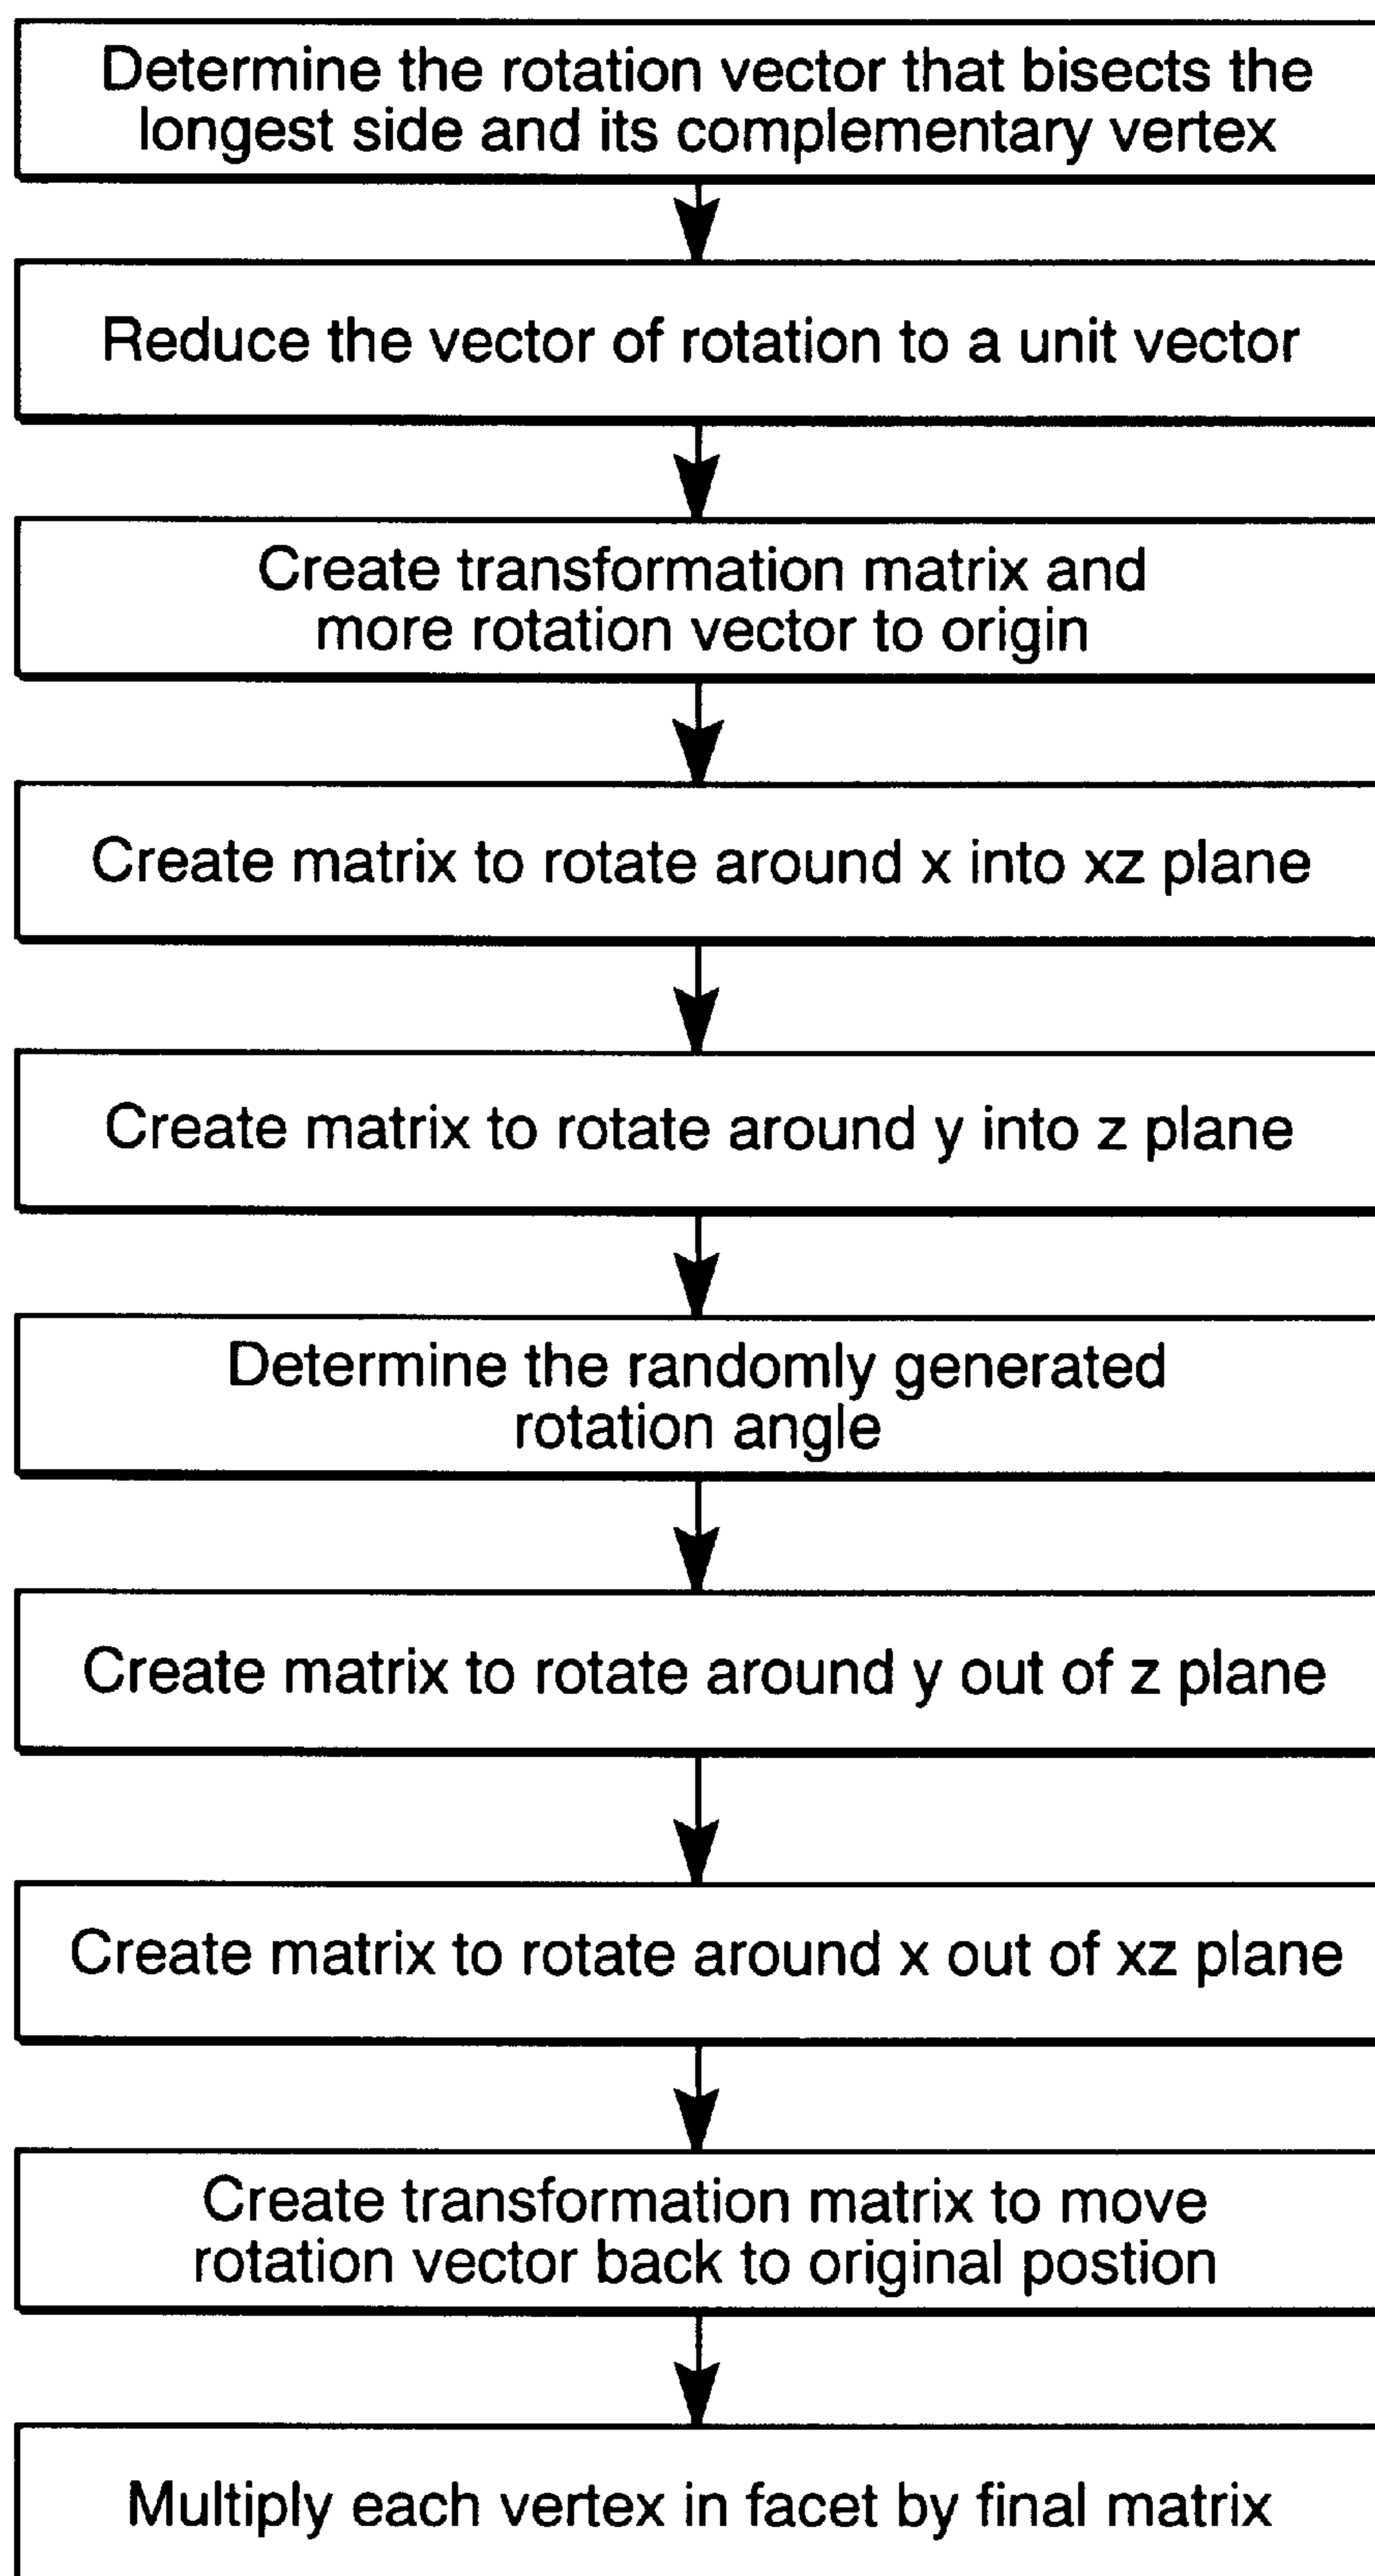 Determine the rotation vector that bisects the
longest side and its complementary vertex
Reduce the vector of rotation to a unit vector
Create transformation matrix and
more rotation vector to origin
Create matrix to rotate around x into xz plane
Create matrix to rotate around y into z plane
Determine the randomly generated
rotation angle
Create matrix to rotate around y out of z plane
Create matrix to rotate around x out of xz plane
Create transformation matrix to move
rotation vector back to original postion
Multiply each vertex in facet by final matrix